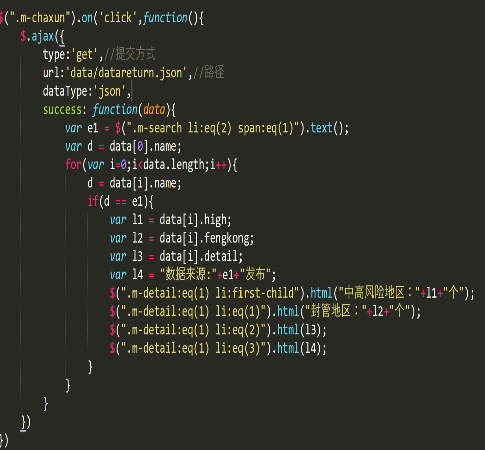 $(".m-chaxun").on('click',function(){
$.ajax({
type:'get',//提交方式
url:'data/datareturn.json',//路径
dataType:'json',
success: function(data){
var e1 = $(".m-search li:eq(2) span:eq(1)").text();
var d = data[0].name;
for(var i=0;i<data.length;i++){
d = data[i].name;
if(d == e1){
var l1 = data[i].high;
var l2 = data[i].fengkong;
var l3 = data[i].detail;
var l4 = "数据来源:"+e1+"发布";
$(".m-detail:eq(1) li:first-child").html("中高风险地区："+l1+"个");
$(".m-detail:eq(1) li:eq(1)").html("封管地区："+l2+"个");
$(".m-detail:eq(1) li:eq(2)").html(l3);
$(".m-detail:eq(1) li:eq(3)").html(l4);
}
}
}
})
})